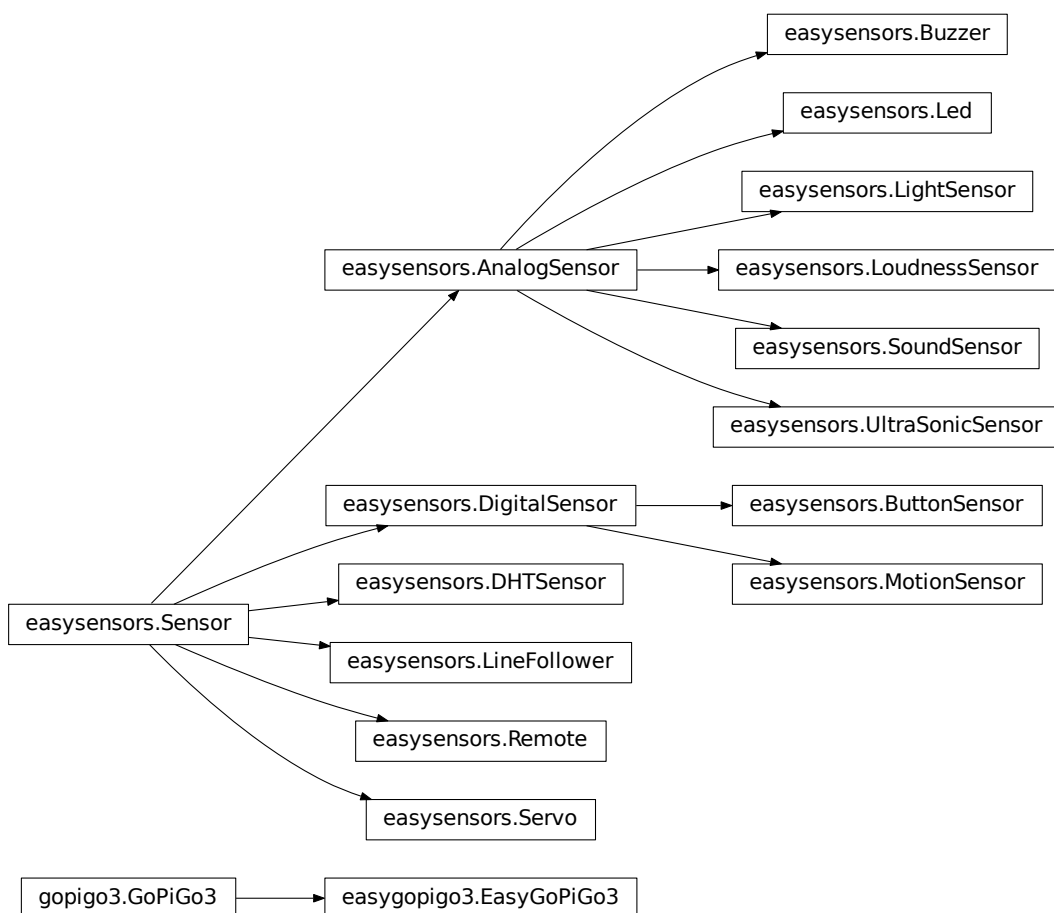 easysensors.Buzzer
easysensors.Led
easysensors.LightSensor
easysensors.AnalogSensor
easysensors.LoudnessSensor
easysensors.SoundSensor
easysensors.UltraSonicSensor
easysensors.DigitalSensor
easysensors.ButtonSensor
easysensors.DHTSensor
easysensors.MotionSensor
easysensors.Sensor
easysensors.LineFollower
easysensors.Remote
easysensors.Servo
gopigo3.GoPiGo3
easygopigo3.EasyGoPiGo3